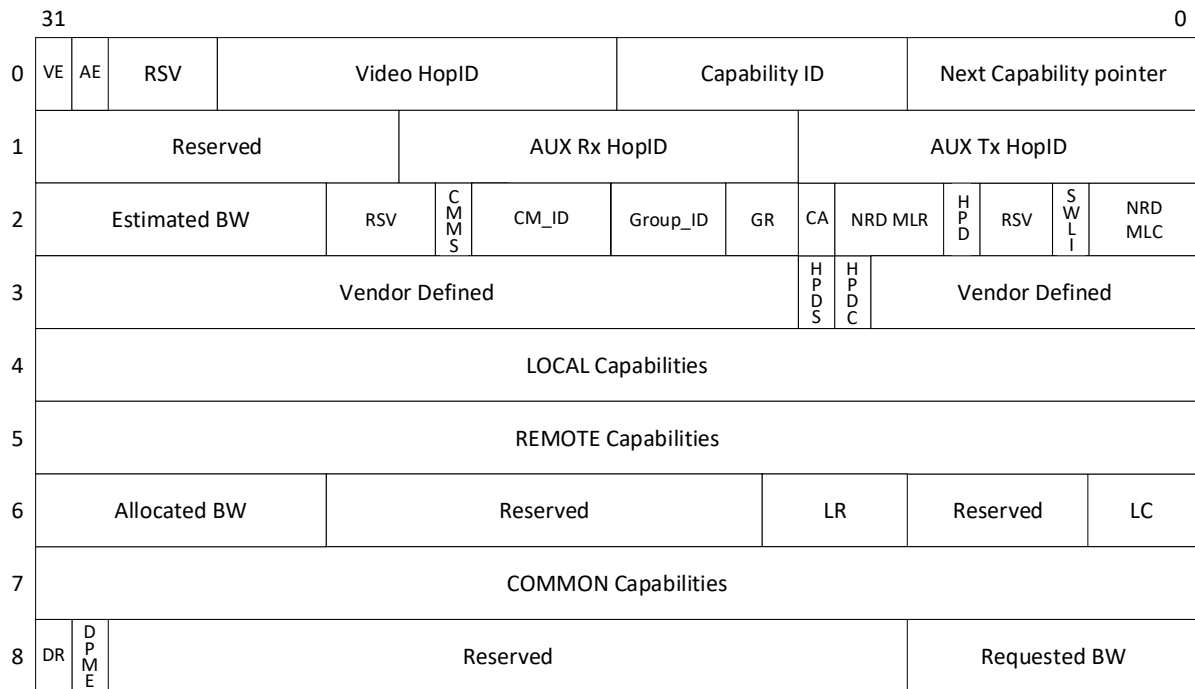 31 0
0 VE AE RSV Video HopID Capability ID Next Capability pointer
1 Reserved AUX Rx HopID AUX Tx HopID
2 Estimated BW RSV CMMS CM_ID Group_ID GR CA NRD MLR HPD RSV SWLI NRD MLC
3 Vendor Defined HPDS HPDC Vendor Defined
4 LOCAL Capabilities
5 REMOTE Capabilities
6 Allocated BW Reserved LR Reserved LC
7 COMMON Capabilities
8 DR DPME Reserved Requested BW